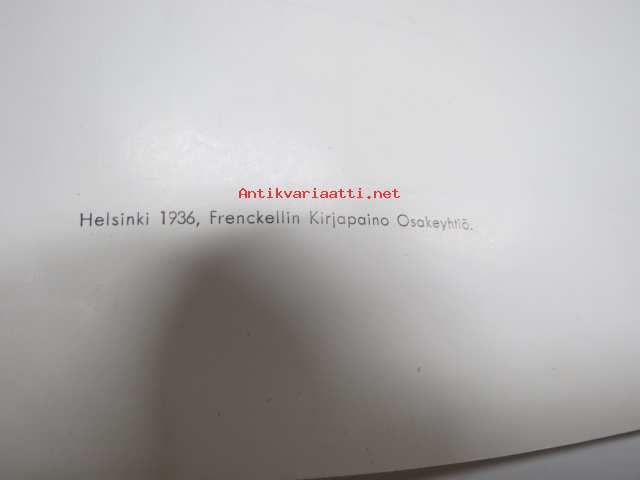 Antikvariaatti.net
Helsinki 1936, Frenckellin Kirjapaino Osakeyhtiö.